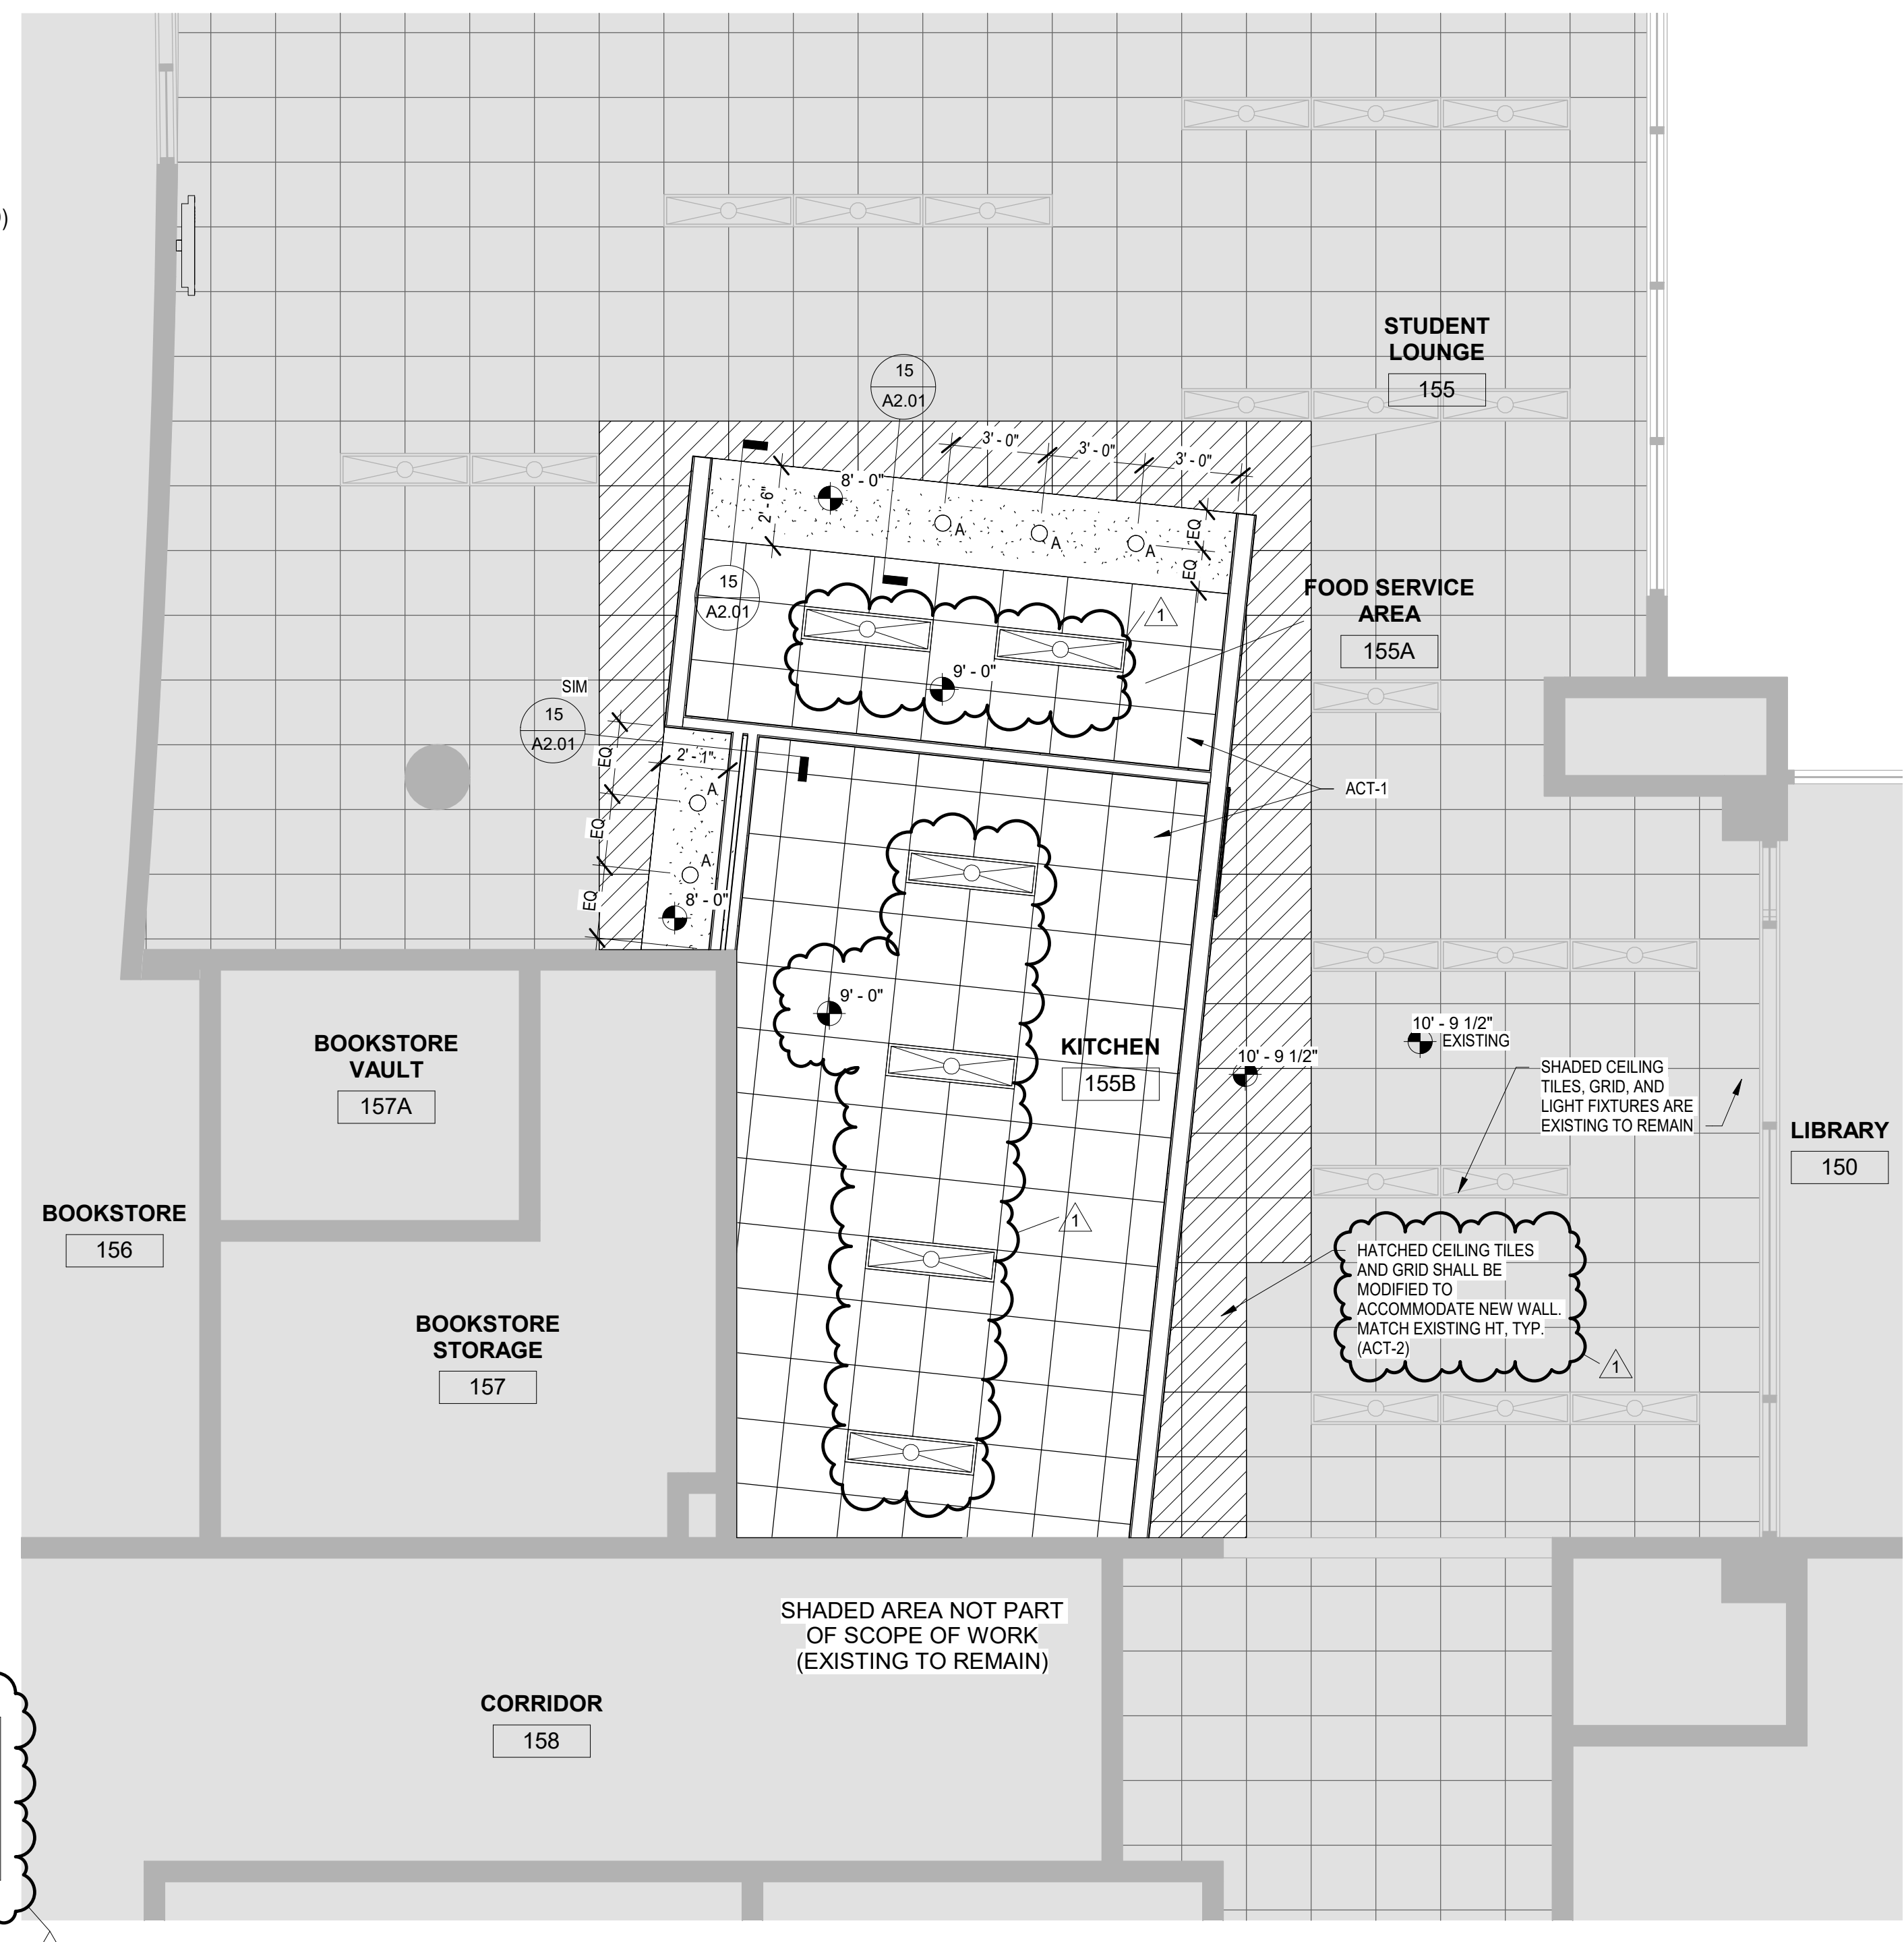 )
STUDENT
LOUNGE
155
15
A2.01
3' - 0"
3' - 0"
3' - 0"
8' - 0"
2' - 6"
A
A
A
EQ
EQ
15
A2.01
FOOD SERVICE
AREA
155A
1
9' - 0"
SIM
15
A2.01
EQ
EQ
EQ
2' - 1"
A
A
8' - 0"
ACT-1
9' - 0"
KITCHEN
155B
10' - 9 1/2"
10' - 9 1/2"
EXISTING
SHADED CEILING
TILES, GRID, AND
LIGHT FIXTURES ARE
EXISTING TO REMAIN
LIBRARY
150
BOOKSTORE
VAULT
157A
BOOKSTORE
156
1
HATCHED CEILING TILES
AND GRID SHALL BE
MODIFIED TO
ACCOMMODATE NEW WALL.
MATCH EXISTING HT, TYP.
(ACT-2)
1
BOOKSTORE
STORAGE
157
SHADED AREA NOT PART
OF SCOPE OF WORK
(EXISTING TO REMAIN)
CORRIDOR
158